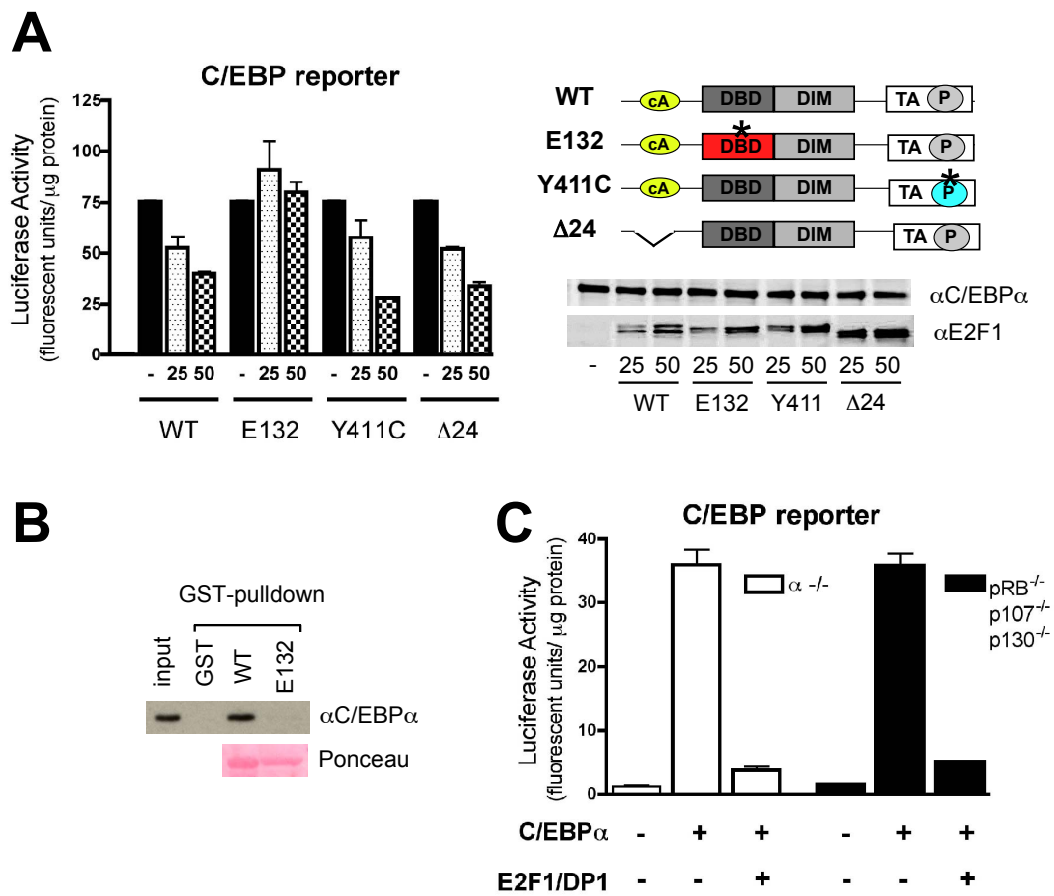 A
C/EBP reporter
Luciferase Activity
(fluorescent units/ µg protein)
125
100
75
50
25
0
- 25 50 - 25 50 - 25 50 - 25 50
WT E132 Y411C Δ24
WT cA DBD DIM TA P
E132 cA * DBD DIM TA P
Y411C cA DBD DIM TA * P
Δ24 DBD DIM TA P
αC/EBPα
αE2F1
- 25 50 25 50 25 50 25 50
WT E132 Y411 Δ24
B
GST-pulldown
input GST WT E132
αC/EBPα
Ponceau
C
C/EBP reporter
Luciferase Activity
(fluorescent units/ µg protein)
40
30
20
10
0
α -/-
pRB-/-
p107-/-
p130-/-
C/EBPα - + + - + +
E2F1/DP1 - - + - - +